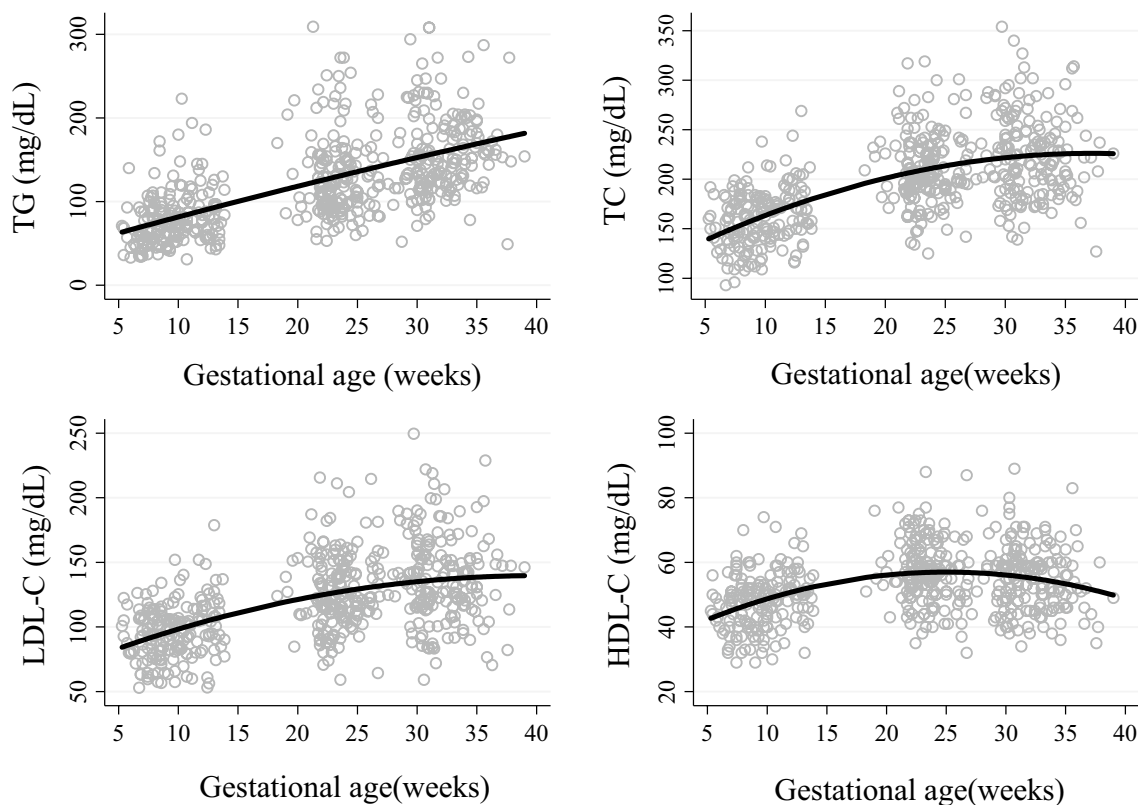 TG (mg/dL)
300
200
100
0
5 10 15 20 25 30 35 40
Gestational age (weeks)
TC (mg/dL)
350
300
250
200
150
100
5 10 15 20 25 30 35 40
Gestational age(weeks)
LDL-C (mg/dL)
250
200
150
100
50
5 10 15 20 25 30 35 40
Gestational age(weeks)
HDL-C (mg/dL)
100
80
60
40
20
5 10 15 20 25 30 35 40
Gestational age(weeks)